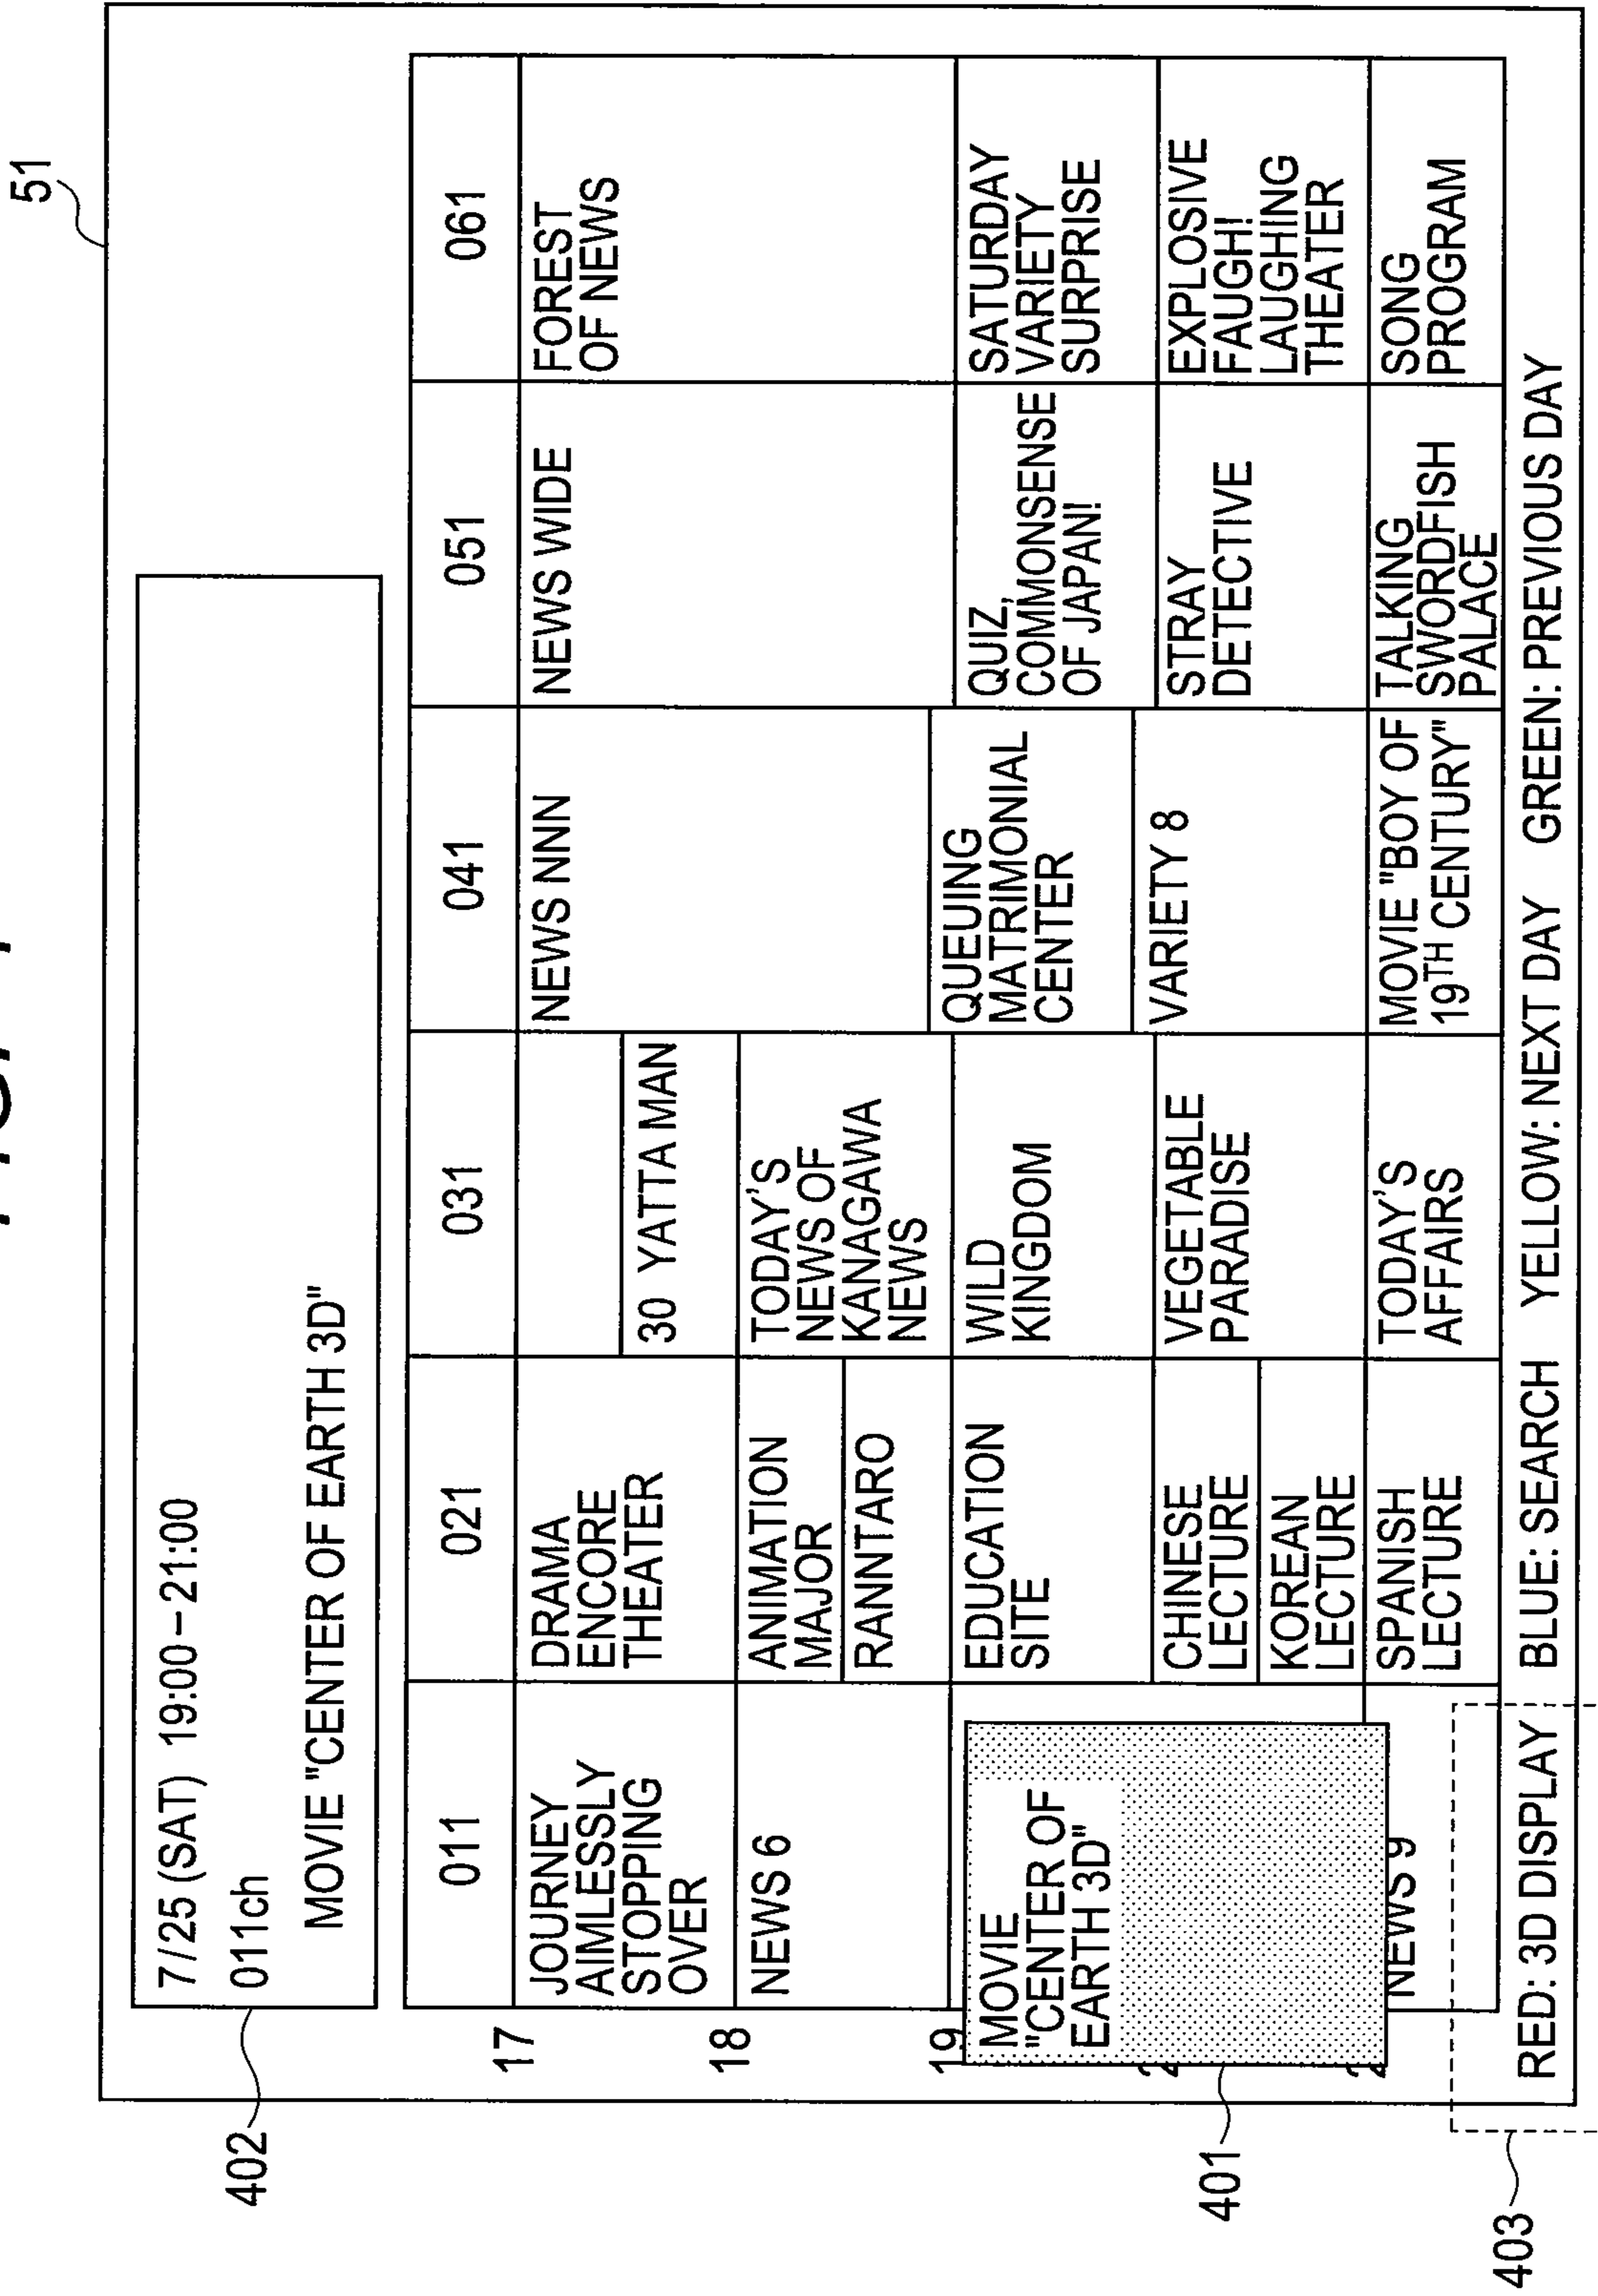 51
402
7/25 (SAT) 19:00–21:00
011ch
MOVIE "CENTER OF EARTH 3D"
011
021
031
041
051
061
17
18
19
JOURNEY
AIMLESSLY
STOPPING
OVER
NEWS 6
MOVIE
"CENTER OF
EARTH 3D"
NEWS 9
DRAMA
ENCORE
THEATER
ANIMATION
MAJOR
RANNTARO
EDUCATION
SITE
CHINESE
LECTURE
KOREAN
LECTURE
SPANISH
LECTURE
30 YATTA MAN
TODAY'S
NEWS OF
KANAGAWA
NEWS
WILD
KINGDOM
VEGETABLE
PARADISE
TODAY'S
AFFAIRS
NEWS NNN
QUEUING
MATRIMONIAL
CENTER
VARIETY 8
MOVIE "BOY OF
19TH CENTURY"
NEWS WIDE
QUIZ,
COMMONSENSE
OF JAPAN!
STRAY
DETECTIVE
TALKING
SWORDFISH
PALACE
FOREST
OF NEWS
SATURDAY
VARIETY
SURPRISE
EXPLOSIVE
FAUGH!
LAUGHING
THEATER
SONG
PROGRAM
401
403
RED: 3D DISPLAY BLUE: SEARCH YELLOW: NEXT DAY GREEN: PREVIOUS DAY